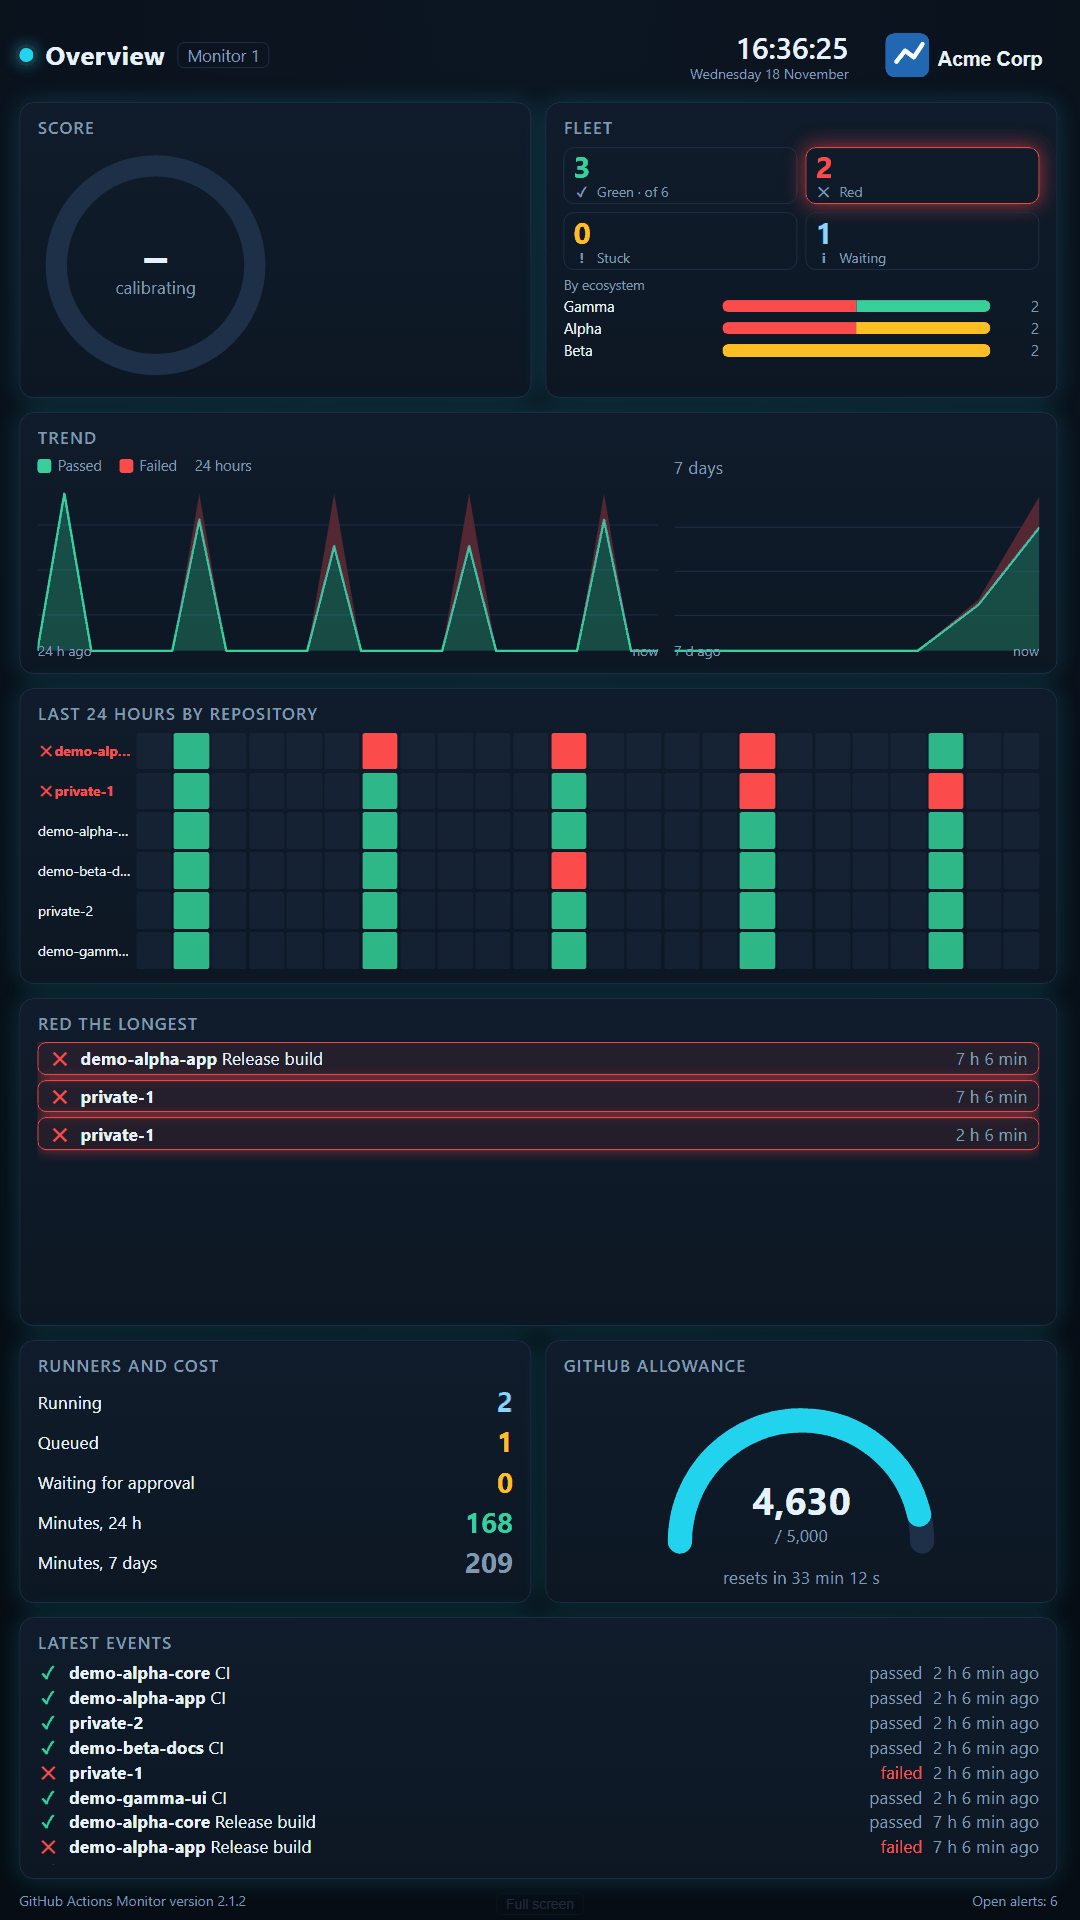 Overview
Monitor 1
16:36:25
Wednesday 18 November
Acme Corp
SCORE
–
calibrating
FLEET
3
✓ Green · of 6
2
✕ Red
0
! Stuck
1
i Waiting
By ecosystem
Gamma 2
Alpha 2
Beta 2
TREND
Passed Failed 24 hours
7 days
24 h ago now
7 d ago now
LAST 24 HOURS BY REPOSITORY
✕ demo-alp...
✕ private-1
demo-alpha-...
demo-beta-d...
private-2
demo-gamm...
RED THE LONGEST
✕ demo-alpha-app Release build 7 h 6 min
✕ private-1 7 h 6 min
✕ private-1 2 h 6 min
RUNNERS AND COST
Running 2
Queued 1
Waiting for approval 0
Minutes, 24 h 168
Minutes, 7 days 209
GITHUB ALLOWANCE
4,630
/ 5,000
resets in 33 min 12 s
LATEST EVENTS
✓ demo-alpha-core CI passed 2 h 6 min ago
✓ demo-alpha-app CI passed 2 h 6 min ago
✓ private-2 passed 2 h 6 min ago
✓ demo-beta-docs CI passed 2 h 6 min ago
✕ private-1 failed 2 h 6 min ago
✓ demo-gamma-ui CI passed 2 h 6 min ago
✓ demo-alpha-core Release build passed 7 h 6 min ago
✕ demo-alpha-app Release build failed 7 h 6 min ago
GitHub Actions Monitor version 2.1.2
Full screen
Open alerts: 6